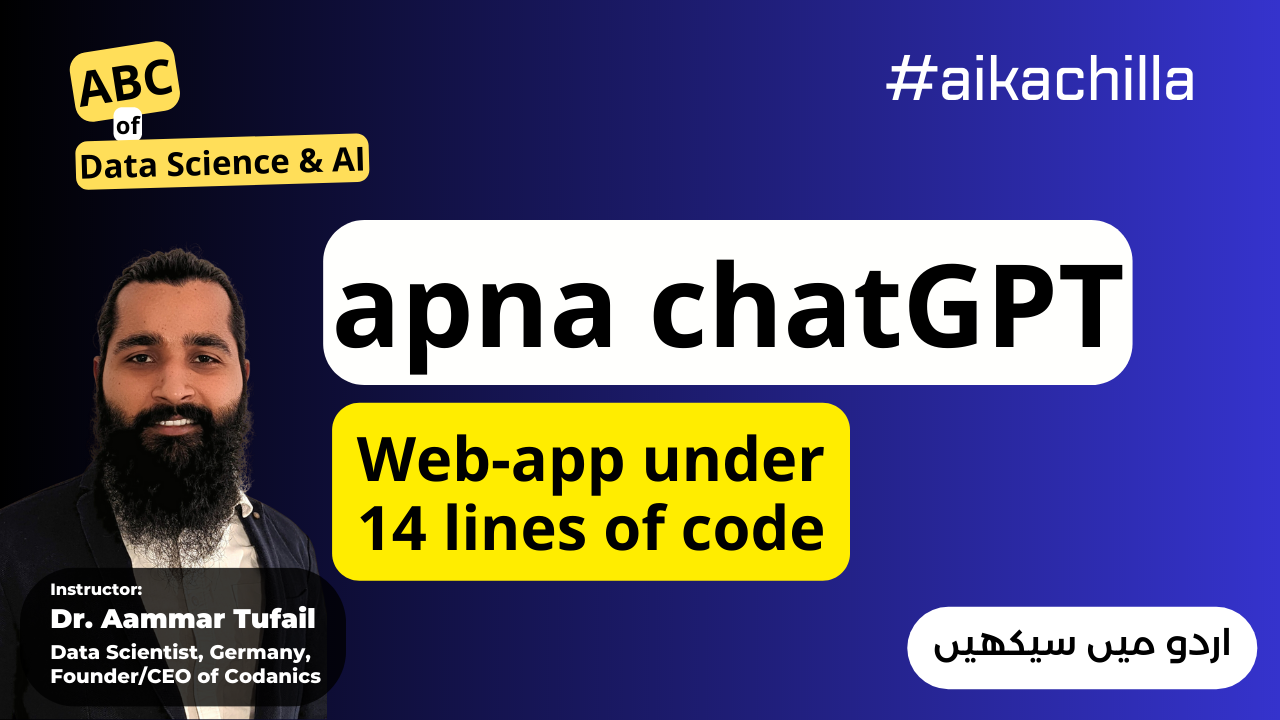 ABC
of
Data Science & AI
#aikachilla
apna chatGPT
Web-app under
14 lines of code
Instructor:
Dr. Aammar Tufail
Data Scientist, Germany,
Founder/CEO of Codanics
اردو میں سیکھیں